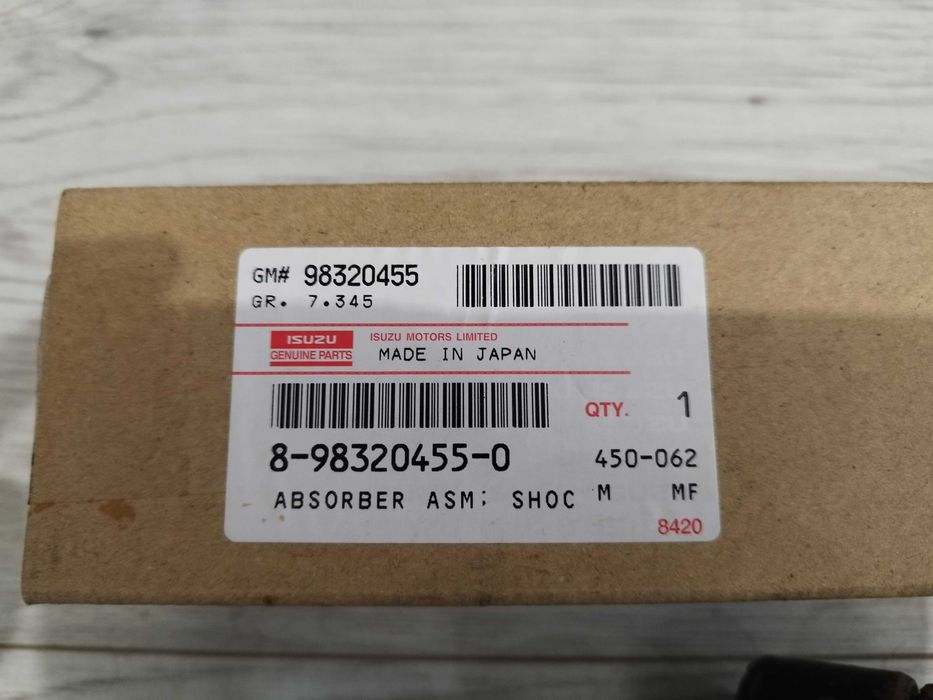 GM# 98320455
GR. 7.345
ISUZU
GENUINE PARTS
ISUZU MOTORS LIMITED
MADE IN JAPAN
QTY. 1
8-98320455-0
450-062
ABSORBER ASM; SHOC
M MF
8420